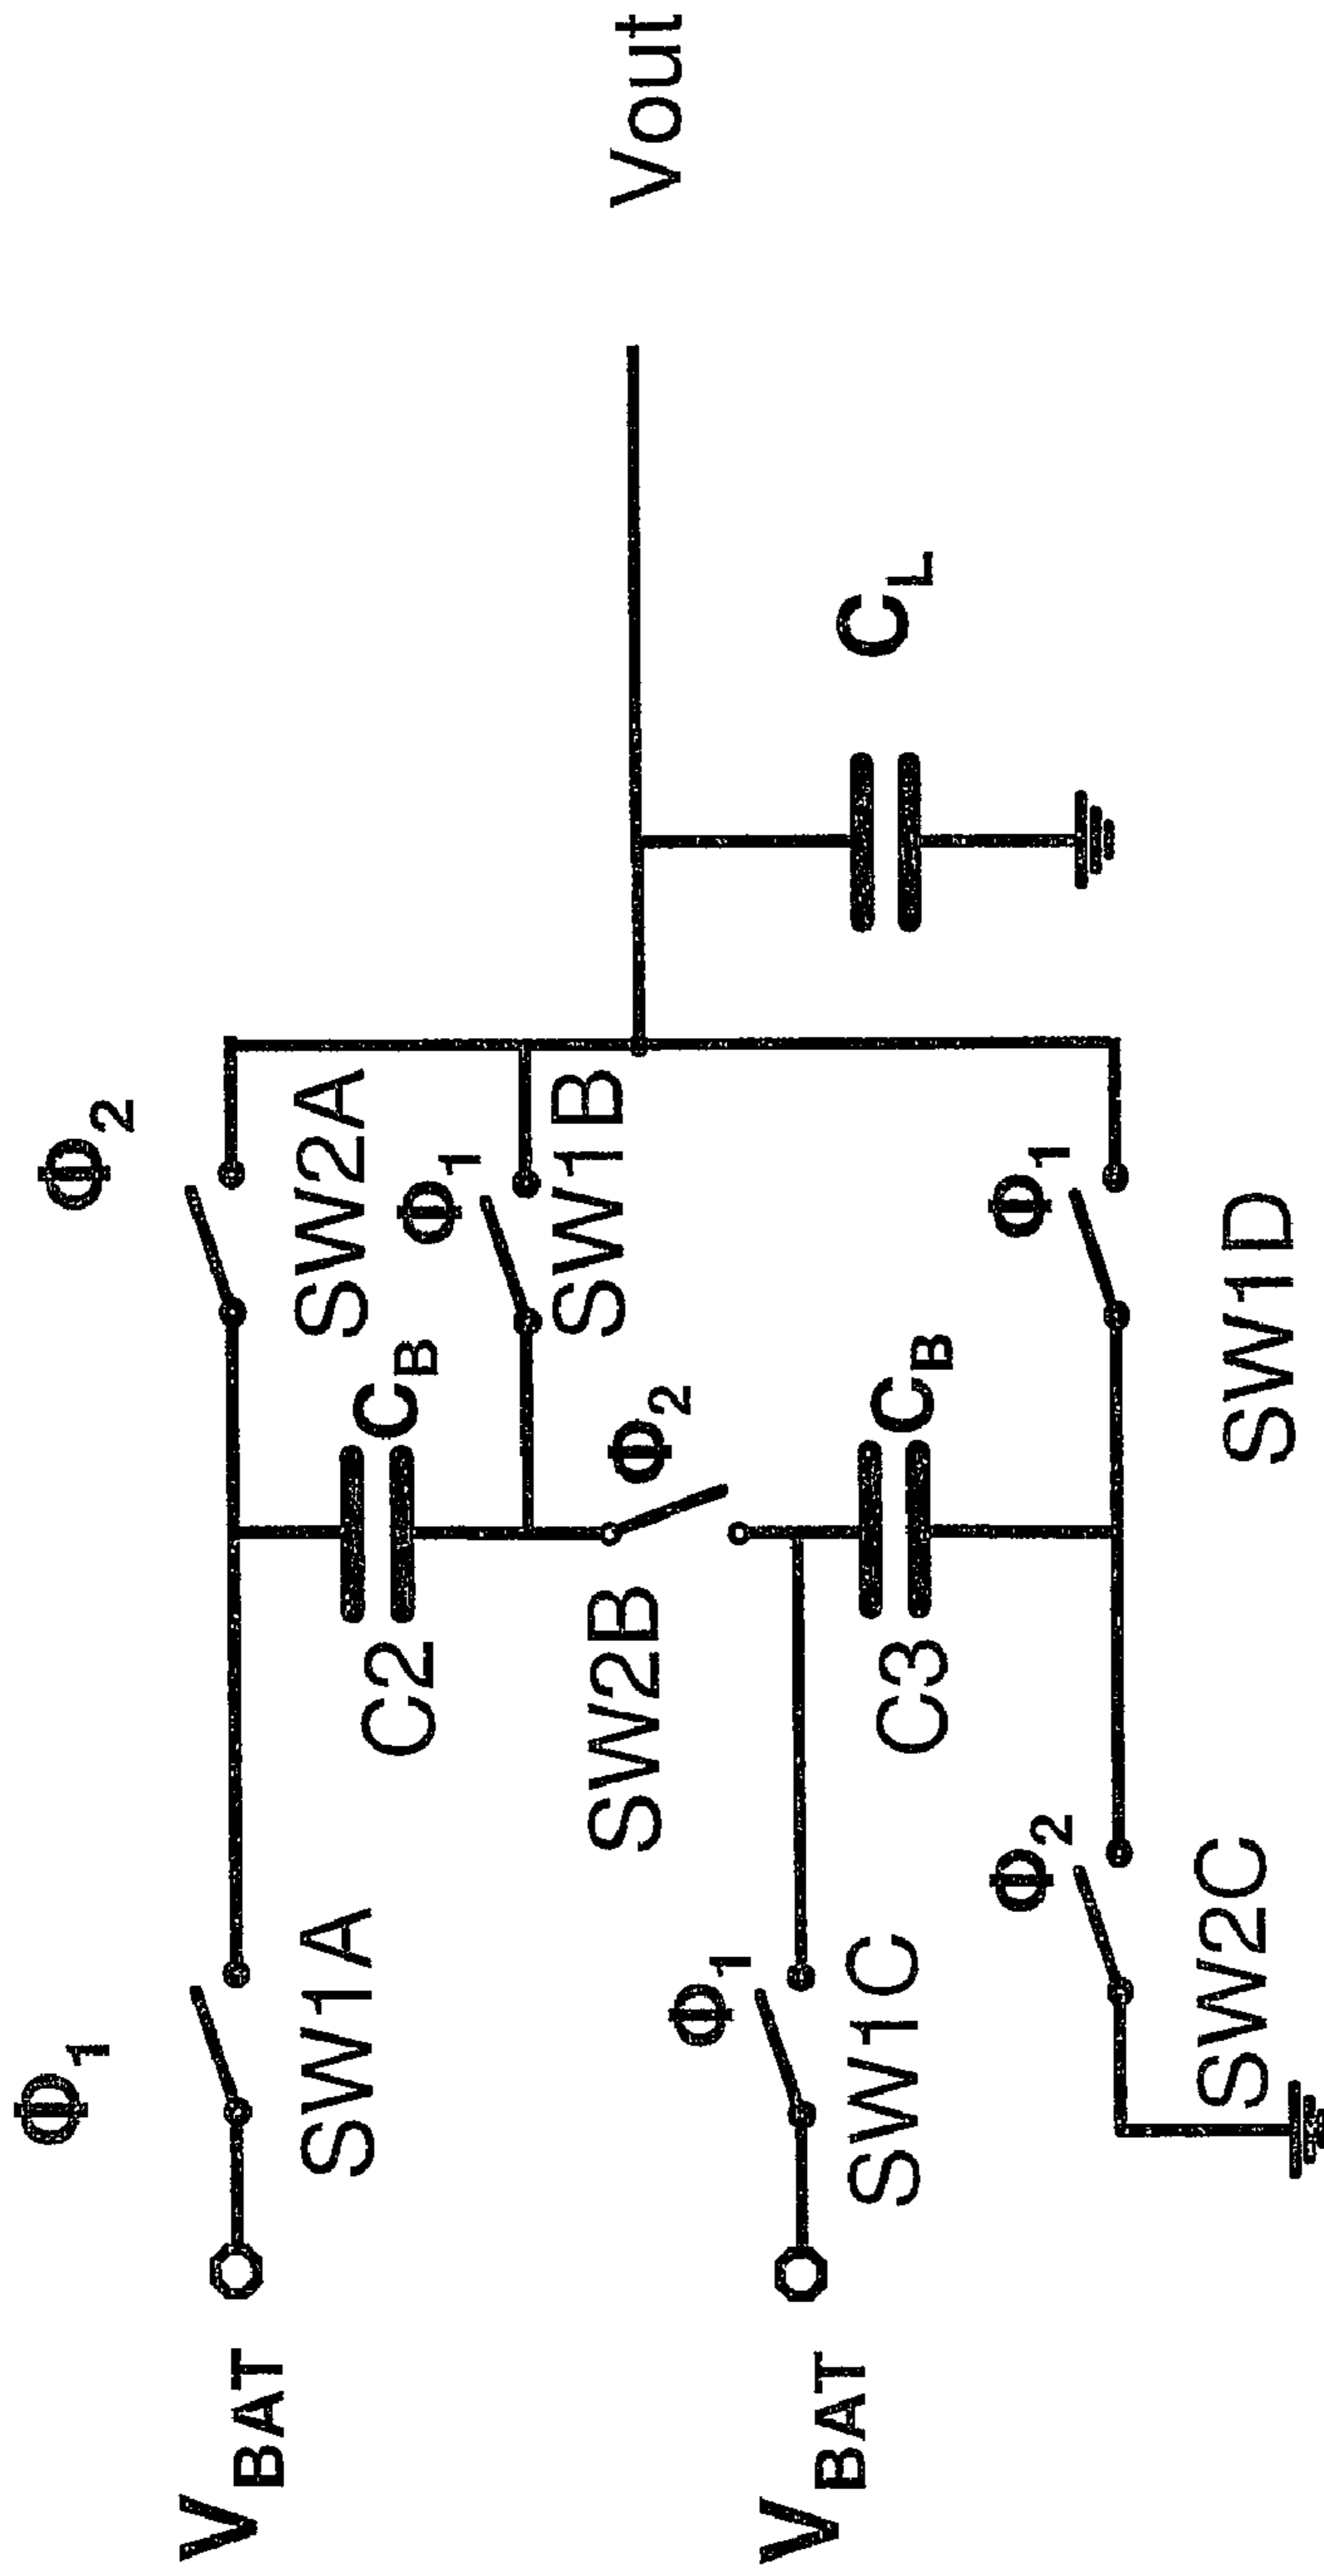 Φ1
Φ2
VBAT
SW1A
SW2A
C2
CB
Φ1
SW1B
Vout
SW2B
Φ2
VBAT
Φ1
SW1C
C3
CB
CL
Φ2
Φ1
SW2C
SW1D